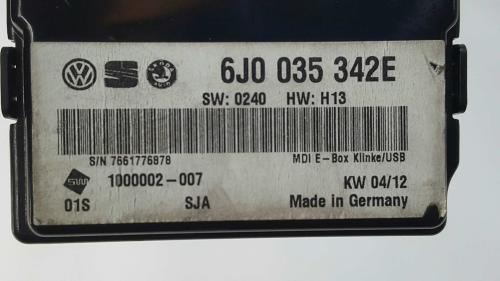 6J0 035 342E
SW: 0240 HW: H13
S/N 7661776878 MDI E-Box Klinke/USB
1000002-007 KW 04/12
01S SJA Made in Germany